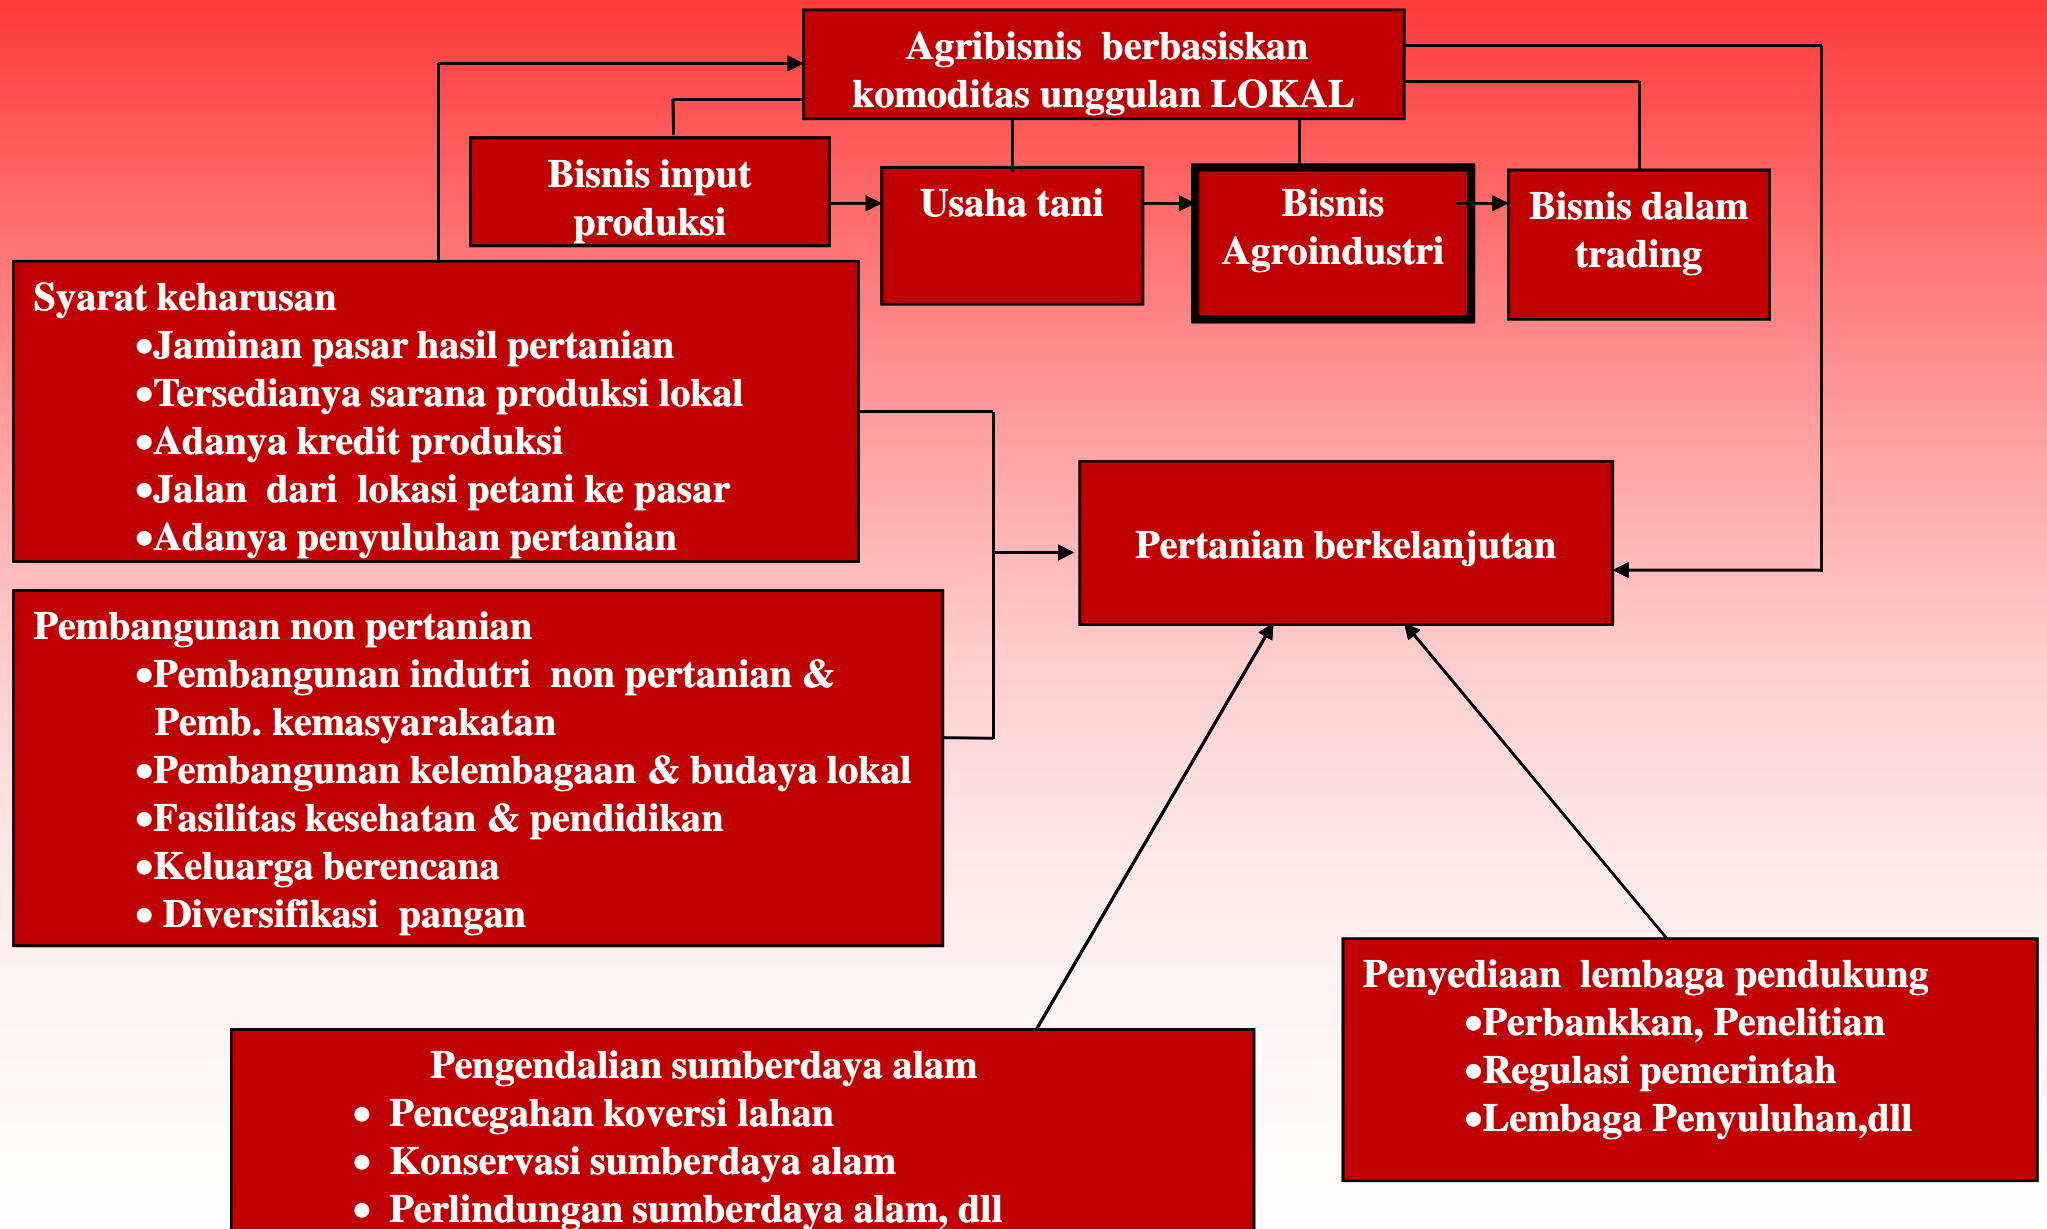 Agribisnis berbasiskan
komoditas unggulan LOKAL
Bisnis input
produksi
Usaha tani
Bisnis
Agroindustri
Bisnis dalam
trading
Syarat keharusan
•Jaminan pasar hasil pertanian
•Tersedianya sarana produksi lokal
•Adanya kredit produksi
•Jalan dari lokasi petani ke pasar
•Adanya penyuluhan pertanian
Pertanian berkelanjutan
Pembangunan non pertanian
•Pembangunan indutri non pertanian &
Pemb. kemasyarakatan
•Pembangunan kelembagaan & budaya lokal
•Fasilitas kesehatan & pendidikan
•Keluarga berencana
• Diversifikasi pangan
Penyediaan lembaga pendukung
•Perbankkan, Penelitian
•Regulasi pemerintah
•Lembaga Penyuluhan,dll
Pengendalian sumberdaya alam
• Pencegahan koversi lahan
• Konservasi sumberdaya alam
• Perlindungan sumberdaya alam, dll